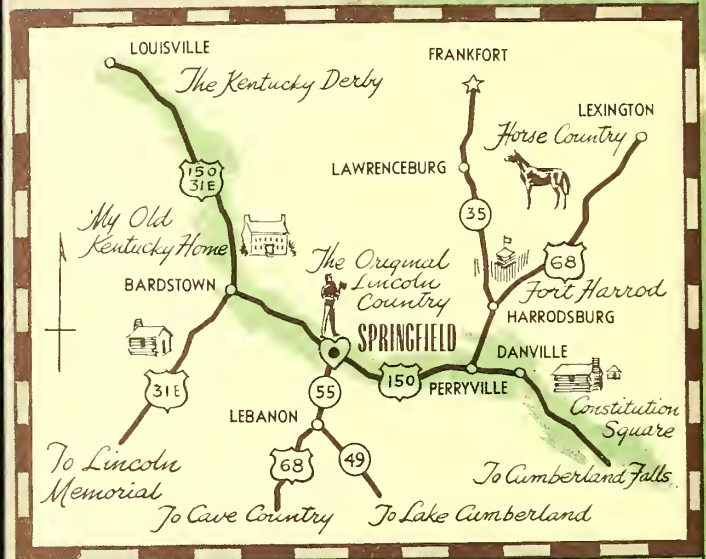 LOUISVILLE
The Kentucky Derby
FRANKFORT
LEXINGTON
Horse Country
LAWRENCEBURG
150
31E
35
68
My Old
Kentucky Home
The Original
Lincoln
Country
Fort Harrod
BARDSTOWN
HARRODSBURG
SPRINGFIELD
DANVILLE
31E
55
150
PERRYVILLE
LEBANON
Constitution
Square
68
49
To Lincoln
Memorial
To Cumberland Falls
To Cave Country
To Lake Cumberland